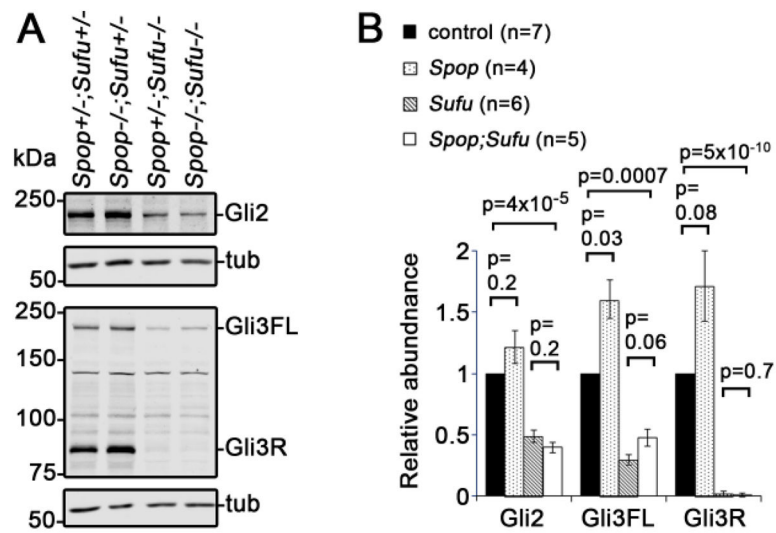 A
Spop+/-;Sufu+/-
Spop-/-;Sufu+/-
Spop+/-;Sufu-/-
Spop-/-;Sufu-/-
kDa
250
Gli2
tub
50
250
Gli3FL
150
100
Gli3R
75
tub
50
B
control (n=7)
Spop (n=4)
Sufu (n=6)
Spop;Sufu (n=5)
p=5x10-10
p=0.0007
p=4x10-5
p=
0.08
p=
0.03
p=
0.2
p=
0.2
p=
0.06
p=0.7
Relative abundnance
2
1.5
1
0.5
0
Gli2 Gli3FL Gli3R